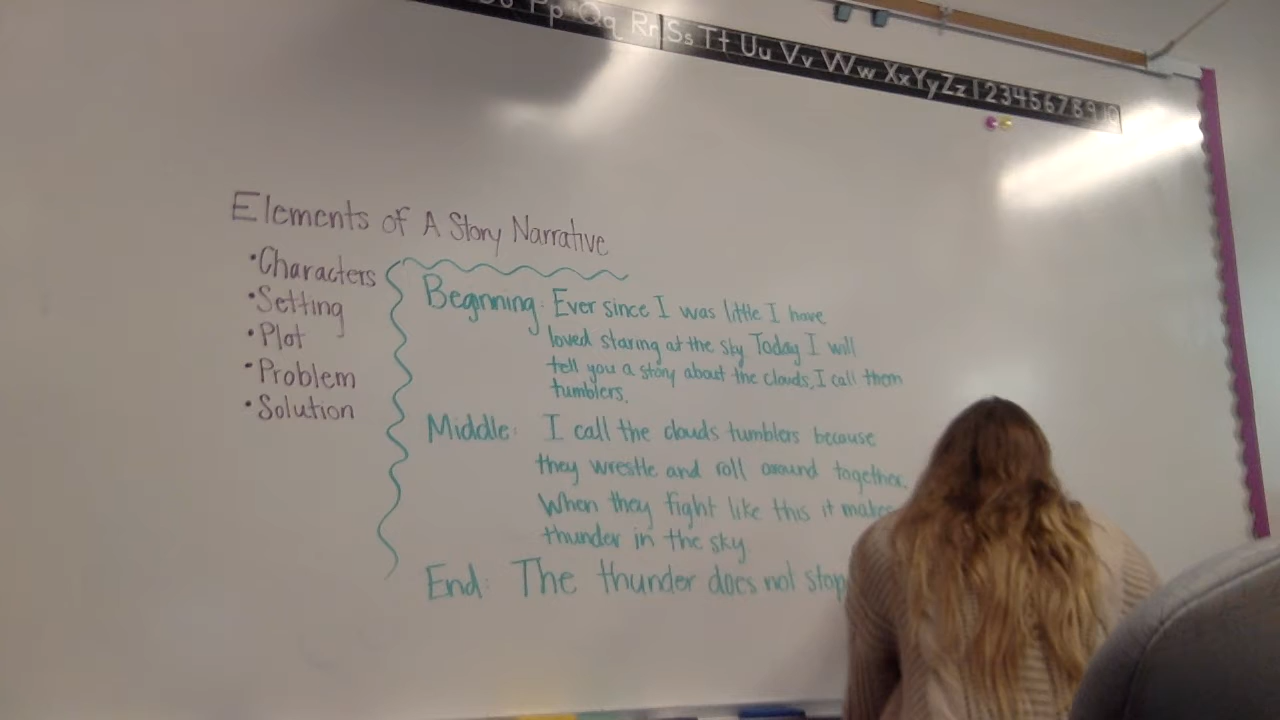 Pp Qq Rr Ss Tt Uu Vv Ww Xx Yy Zz 1 2 3 4 5 6 7 8 9 10
Elements of A Story Narrative
•Characters
•Setting
•Plot
•Problem
•Solution
Beginning: Ever since I was little I have
loved staring at the sky Today I will
tell you a story about the clouds, I call them
tumblers.
Middle: I call the clouds tumblers because
they wrestle and roll around together.
When they fight like this it makes
thunder in the sky
End: The thunder does not stop